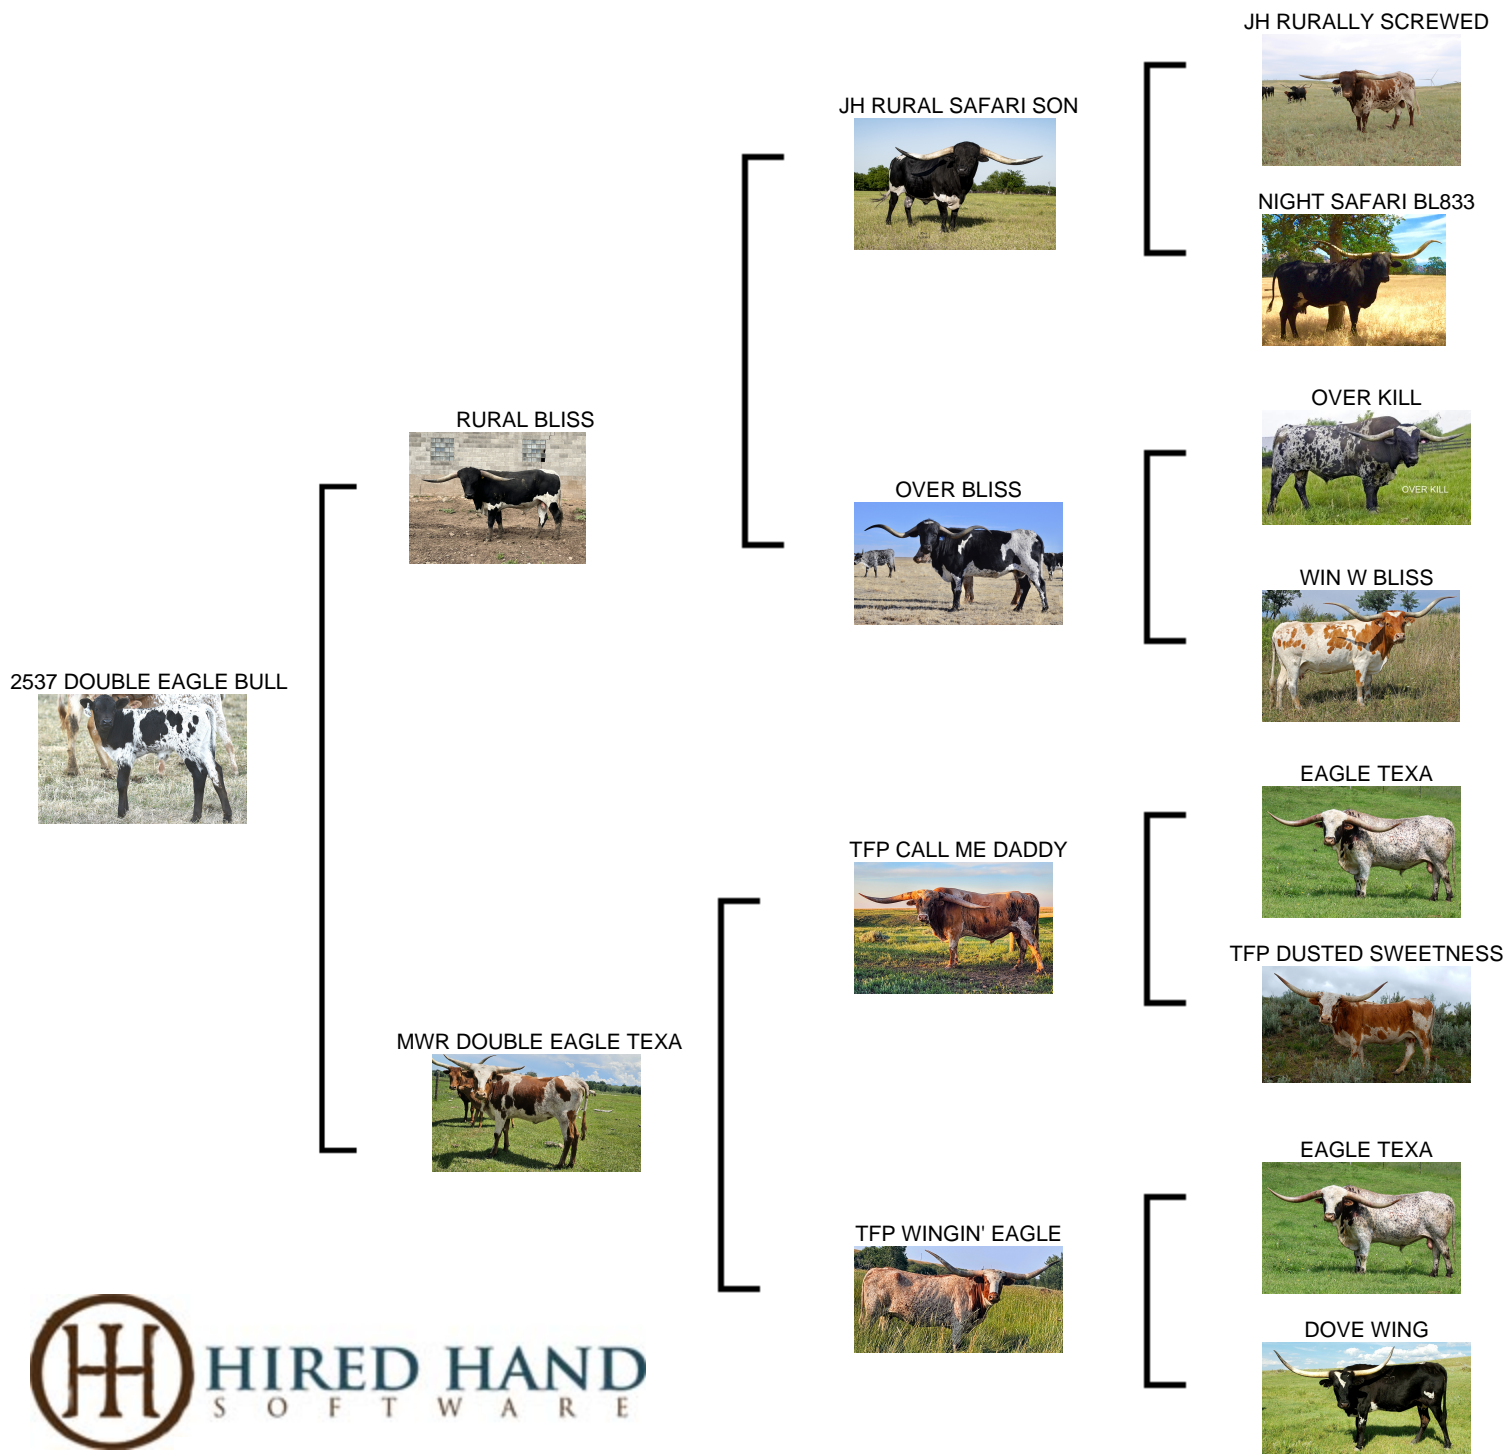 JH RURALLY SCREWED
JH RURAL SAFARI SON
NIGHT SAFARI BL833
OVER KILL
RURAL BLISS
OVER BLISS
OVER KILL
WIN W BLISS
2537 DOUBLE EAGLE BULL
EAGLE TEXA
TFP CALL ME DADDY
TFP DUSTED SWEETNESS
MWR DOUBLE EAGLE TEXA
EAGLE TEXA
TFP WINGIN' EAGLE
DOVE WING
HIRED HAND
SOFTWARE